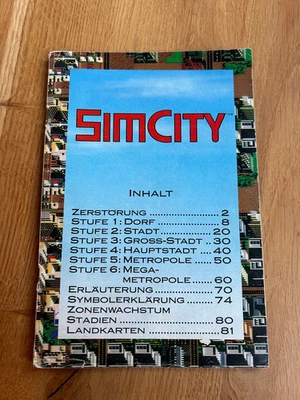 SIMCITY
INHALT
ZERSTÖRUNG .................. 2
STUFE 1: DORF ............... 8
STUFE 2: STADT .............. 20
STUFE 3: GROSS-STADT .. 30
STUFE 4: HAUPTSTADT .... 40
STUFE 5: METROPOLE ..... 50
STUFE 6: MEGA-
METROPOLE ...... 60
ERLÄUTERUNG ................ 70
SYMBOLERKLÄRUNG ...... 74
ZONENWACHSTUM
STADIEN ....................... 80
LANDKARTEN ................. 81